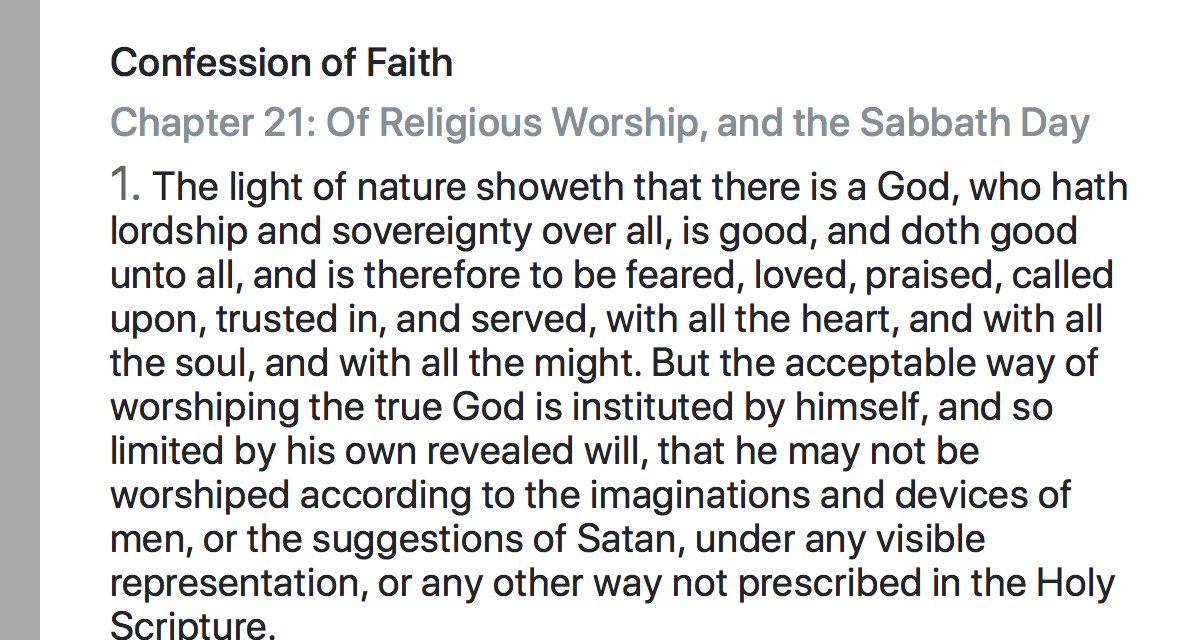 Confession of Faith
Chapter 21: Of Religious Worship, and the Sabbath Day
1. The light of nature showeth that there is a God, who hath
lordship and sovereignty over all, is good, and doth good
unto all, and is therefore to be feared, loved, praised, called
upon, trusted in, and served, with all the heart, and with all
the soul, and with all the might. But the acceptable way of
worshiping the true God is instituted by himself, and so
limited by his own revealed will, that he may not be
worshiped according to the imaginations and devices of
men, or the suggestions of Satan, under any visible
representation, or any other way not prescribed in the Holy
Scripture.